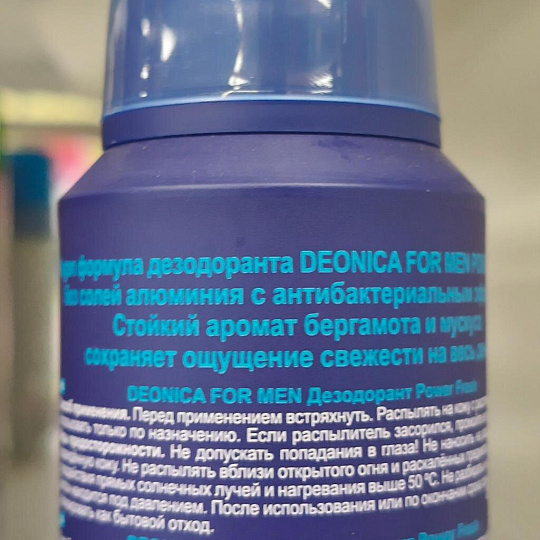 формула дезодоранта DEONICA FOR MEN
солей алюминия с антибактериальным
Стойкий аромат бергамота и мускуса
сохраняет ощущение свежести на весь
DEONICA FOR MEN Дезодорант Power Fresh
применения. Перед применением встряхнуть. Распылять на кожу с
только по назначению. Если распылитель засорился,
предосторожности. Не допускать попадания в глаза! Не наносить на
кожу. Не распылять вблизи открытого огня и раскалённых
прямых солнечных лучей и нагревания выше 50°C. Не
находится под давлением. После использования или по окончании
как бытовой отход.